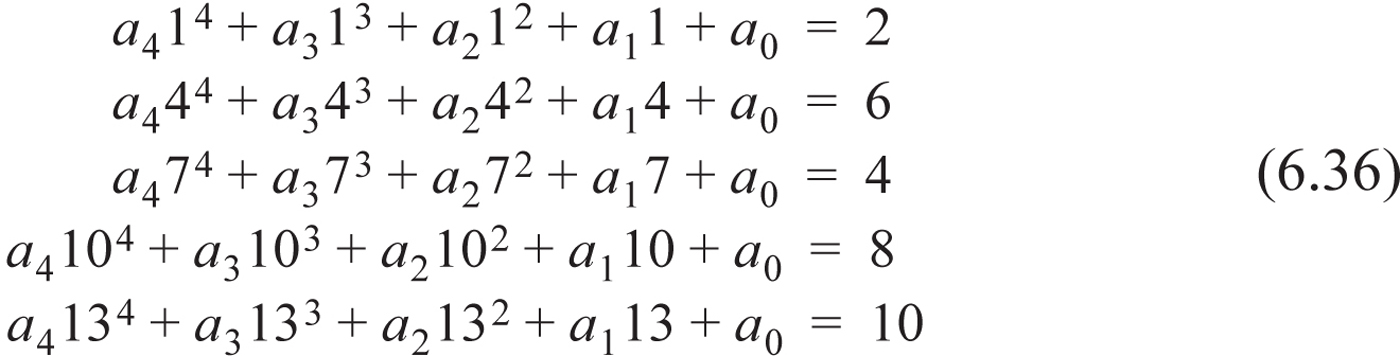 a₄1⁴ + a₃1³ + a₂1² + a₁1 + a₀ = 2
a₄4⁴ + a₃4³ + a₂4² + a₁4 + a₀ = 6
a₄7⁴ + a₃7³ + a₂7² + a₁7 + a₀ = 4 (6.36)
a₄10⁴ + a₃10³ + a₂10² + a₁10 + a₀ = 8
a₄13⁴ + a₃13³ + a₂13² + a₁13 + a₀ = 10